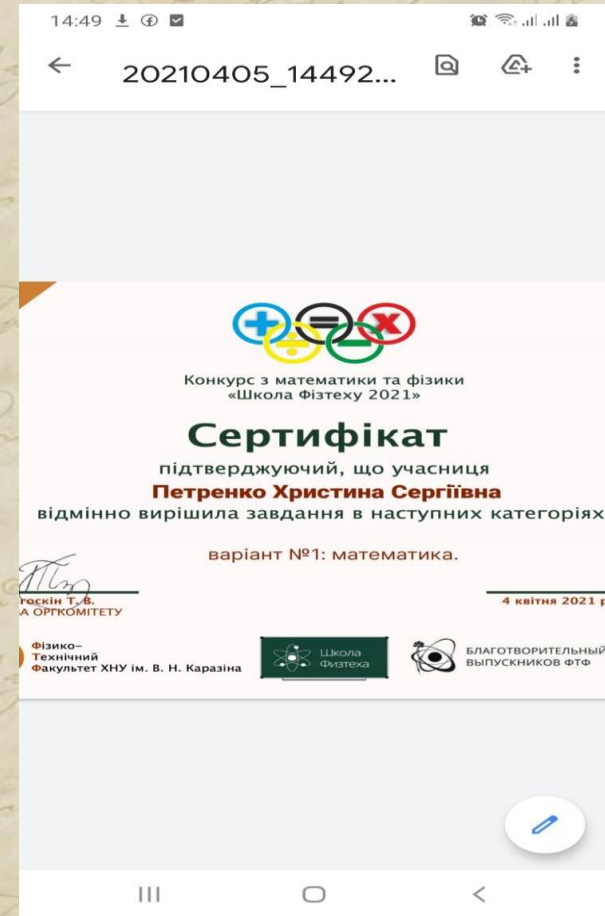 14:49
20210405_14492...
Конкурс з математики та фізики
«Школа Фізтеху 2021»
Сертифікат
підтверджуючий, що учасниця
Петренко Христина Сергіївна
відмінно вирішила завдання в наступних категоріях
варіант №1: математика.
Т. В.
А ОРГКОМІТЕТУ
4 квітня 2021 р
Фізико-
Технічний
Факультет ХНУ ім. В. Н. Каразіна
Школа
Физтеха
БЛАГОТВОРИТЕЛЬНЫЙ
ВЫПУСКНИКОВ ФТФ